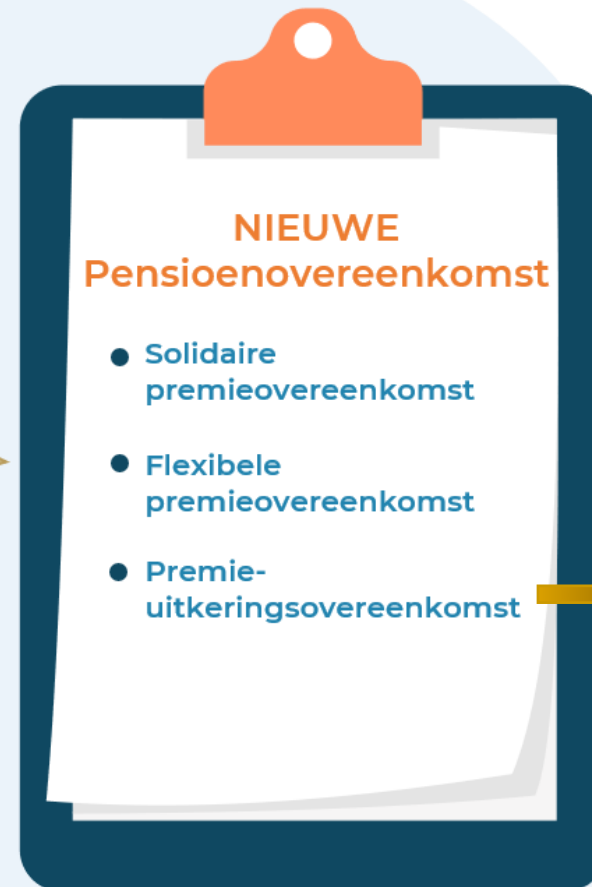 NIEUWE
Pensioenovereenkomst
Solidaire
premieovereenkomst
Flexibele
premieovereenkomst
Premie-
uitkeringsovereenkomst